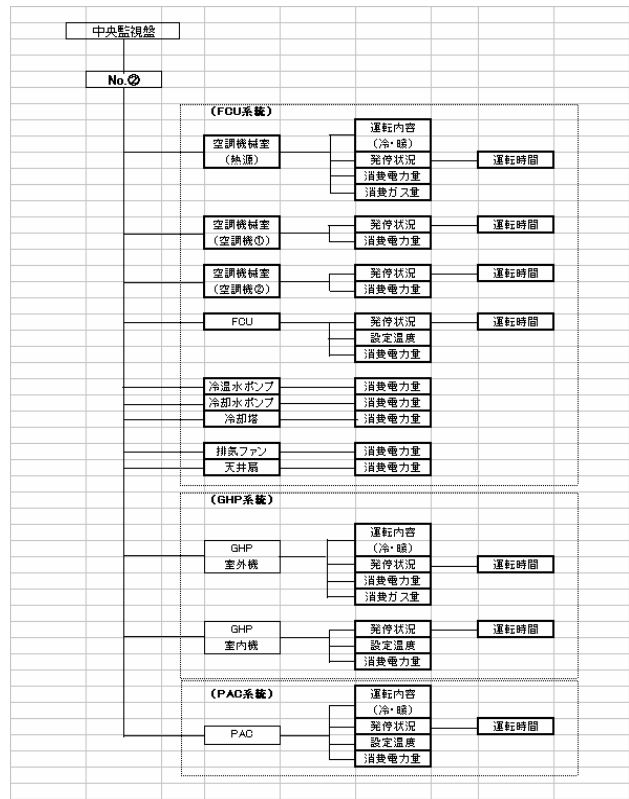 中央監視盤
No.②
(FCU系統)
空調機械室
(熱源)
運転内容
(冷・暖)
発停状況
運転時間
消費電力量
消費ガス量
空調機械室
(空調機①)
発停状況
運転時間
消費電力量
空調機械室
(空調機②)
発停状況
運転時間
消費電力量
FCU
発停状況
運転時間
設定温度
消費電力量
冷温水ポンプ
消費電力量
冷却水ポンプ
消費電力量
冷却塔
消費電力量
排気ファン
消費電力量
天井扇
消費電力量
(GHP系統)
GHP
室外機
運転内容
(冷・暖)
発停状況
運転時間
消費電力量
消費ガス量
GHP
室内機
発停状況
運転時間
設定温度
消費電力量
(PAC系統)
PAC
運転内容
(冷・暖)
発停状況
運転時間
設定温度
消費電力量